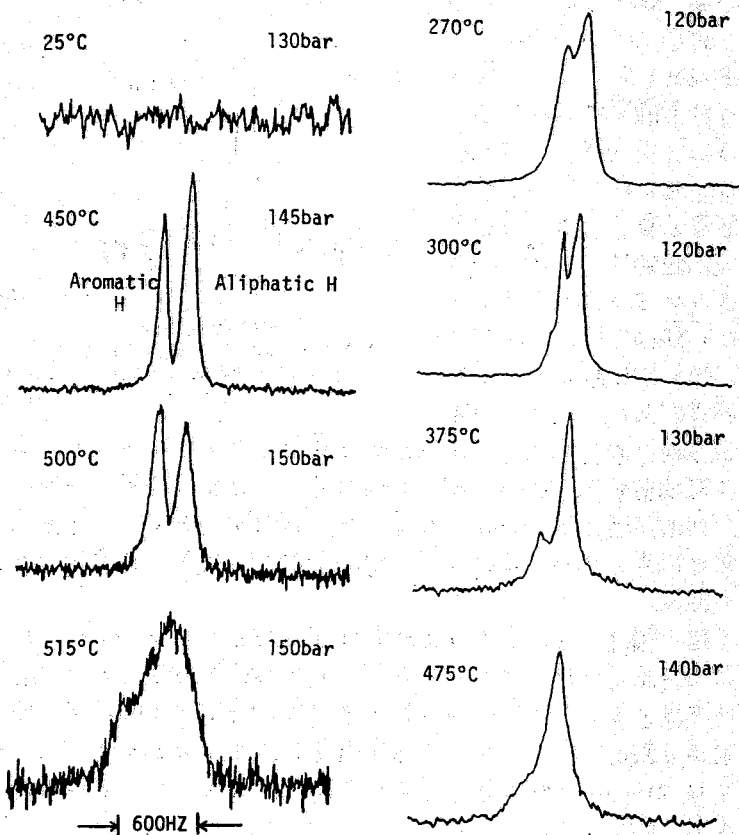 25°C 130bar
450°C 145bar
Aromatic H Aliphatic H
500°C 150bar
515°C 150bar
600HZ
270°C 120bar
300°C 120bar
375°C 130bar
475°C 140bar